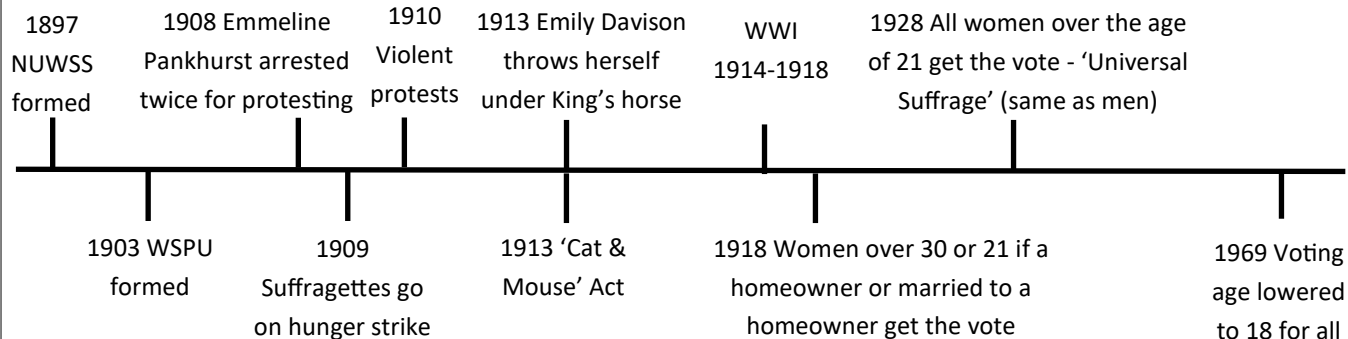 1897
NUWSS
formed
1908 Emmeline
Pankhurst arrested
twice for protesting
1910
Violent
protests
1913 Emily Davison
throws herself
under King’s horse
WWI
1914-1918
1928 All women over the age
of 21 get the vote - ‘Universal
Suffrage’ (same as men)
1903 WSPU
formed
1909
Suffragettes go
on hunger strike
1913 ‘Cat &
Mouse’ Act
1918 Women over 30 or 21 if a
homeowner or married to a
homeowner get the vote
1969 Voting
age lowered
to 18 for all